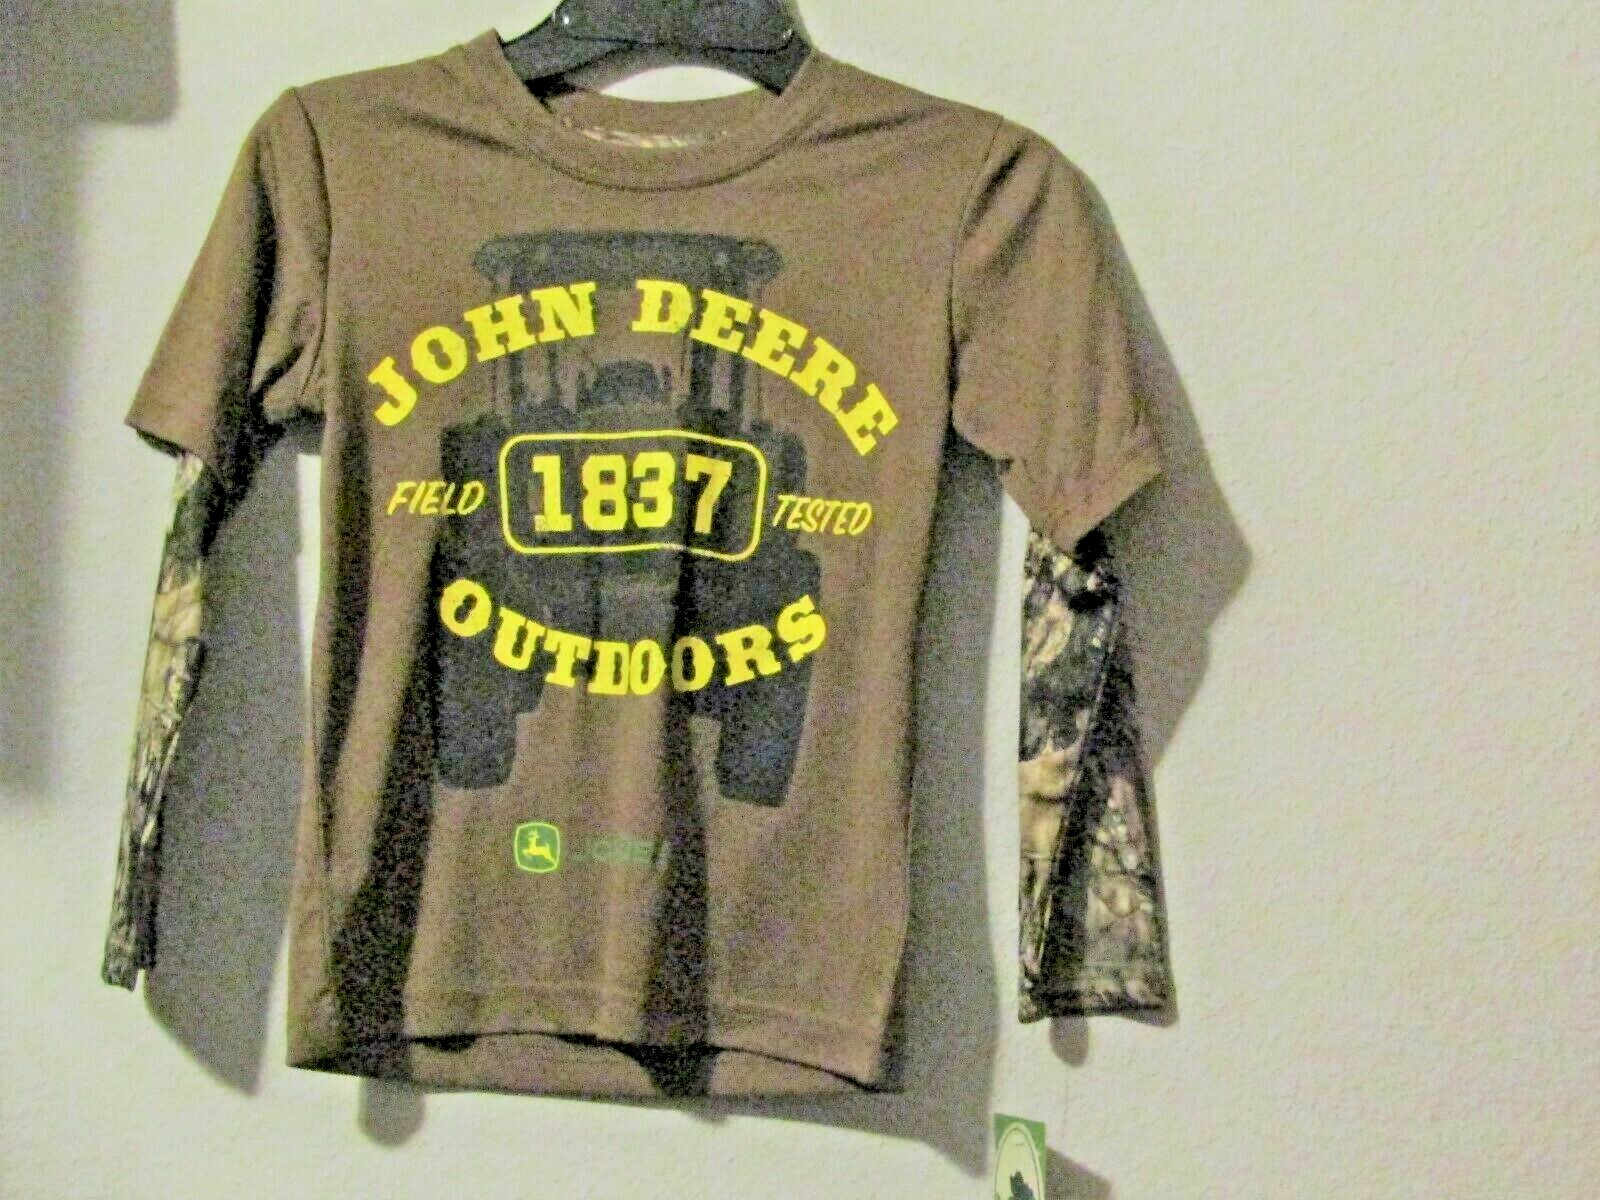 JOHN DEERE
FIELD 1837 TESTED
OUTDOORS